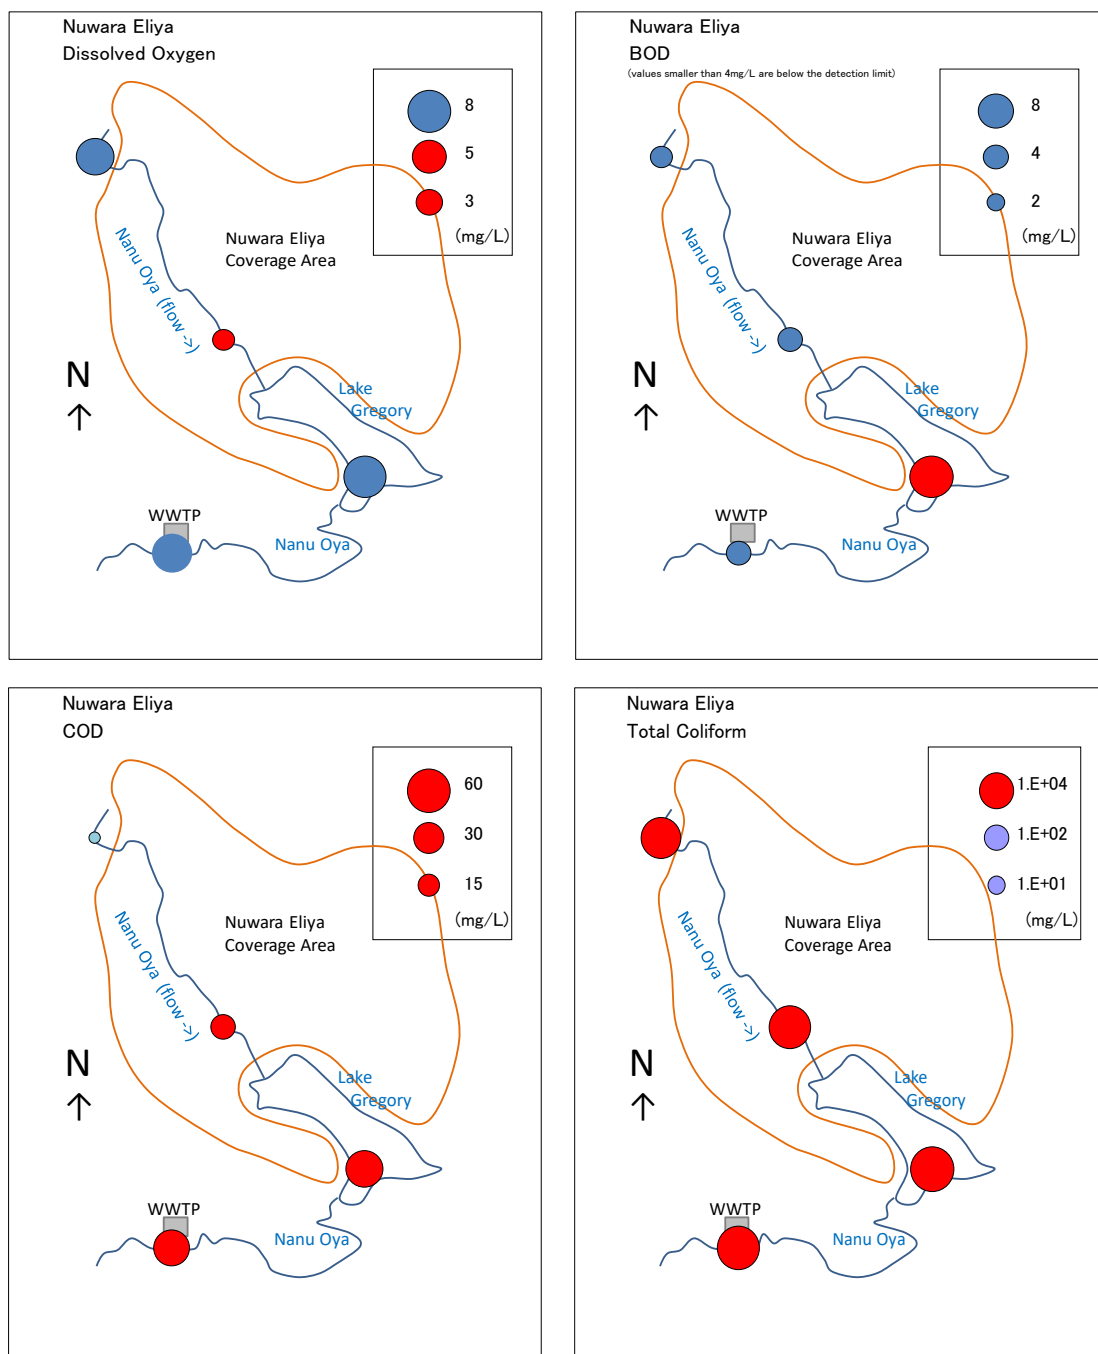 Nuwara Eliya
Dissolved Oxygen
8
5
3
(mg/L)
Nuwara Eliya
Coverage Area
Nanu Oya (flow ->)
N
↑
Lake
Gregory
WWTP
Nanu Oya
Nuwara Eliya
BOD
(values smaller than 4mg/L are below the detection limit)
8
4
2
(mg/L)
Nuwara Eliya
Coverage Area
Nanu Oya (flow ->)
N
↑
Lake
Gregory
WWTP
Nanu Oya
Nuwara Eliya
COD
60
30
15
(mg/L)
Nuwara Eliya
Coverage Area
Nanu Oya (flow ->)
N
↑
Lake
Gregory
WWTP
Nanu Oya
Nuwara Eliya
Total Coliform
1.E+04
1.E+02
1.E+01
(mg/L)
Nuwara Eliya
Coverage Area
Nanu Oya (flow ->)
N
↑
Lake
Gregory
WWTP
Nanu Oya